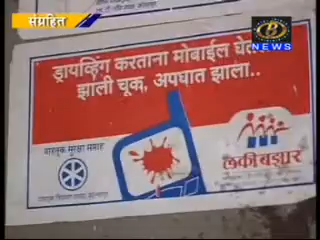 संग्रहित
B
NEWS
ड्रायव्हिंग करताना मोबाईल घेत
झाली चूक, अपघात झाला..
वाहतूक सुरक्षा सप्ताह
लकी बझार